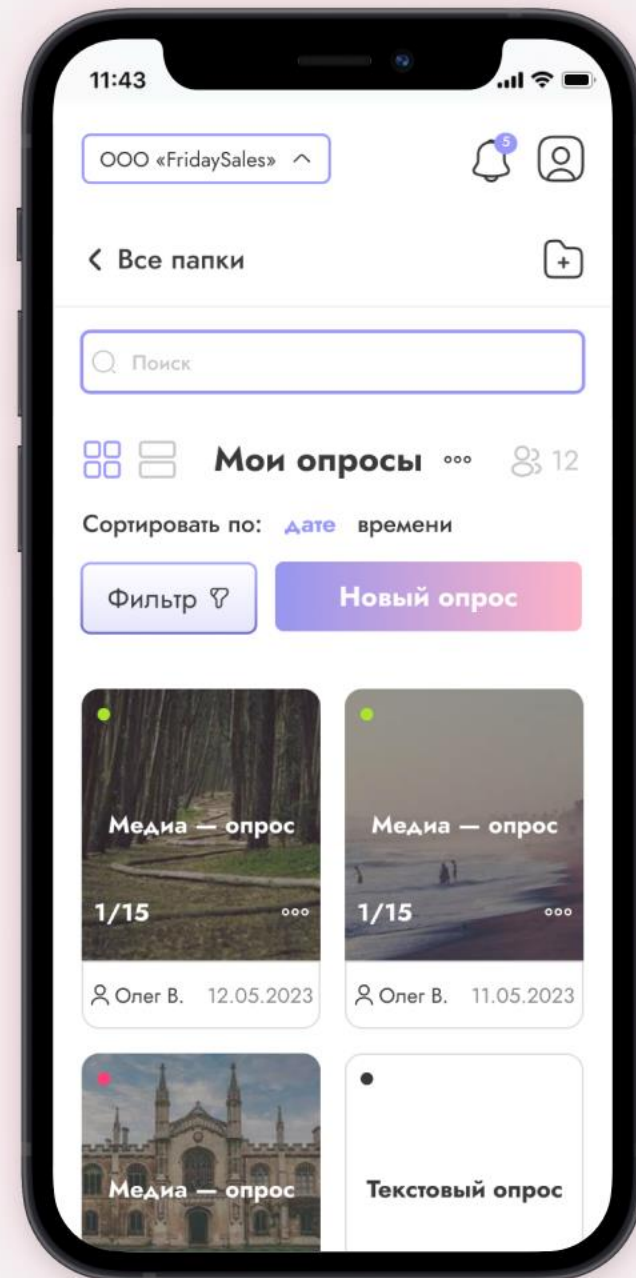 11:43
ООО «FridaySales»
5
Все папки
Поиск
Мои опросы
12
Сортировать по: дате времени
Фильтр
Новый опрос
Медиа — опрос
Медиа — опрос
1/15
1/15
Олег В. 12.05.2023
Олег В. 11.05.2023
Медиа — опрос
Текстовый опрос